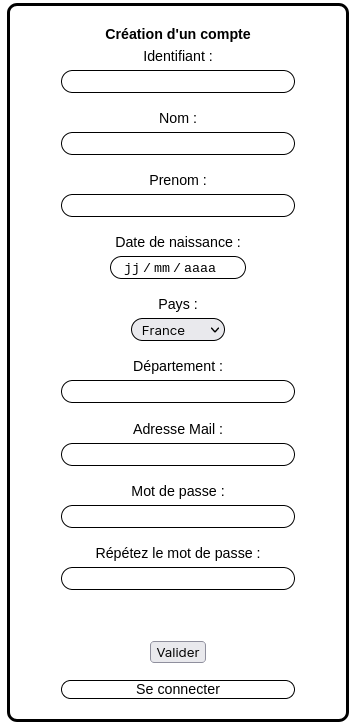 Création d'un compte
Identifiant :
Nom :
Prenom :
Date de naissance :
jj / mm / aaaa
Pays :
France
Département :
Adresse Mail :
Mot de passe :
Répétez le mot de passe :
Valider
Se connecter